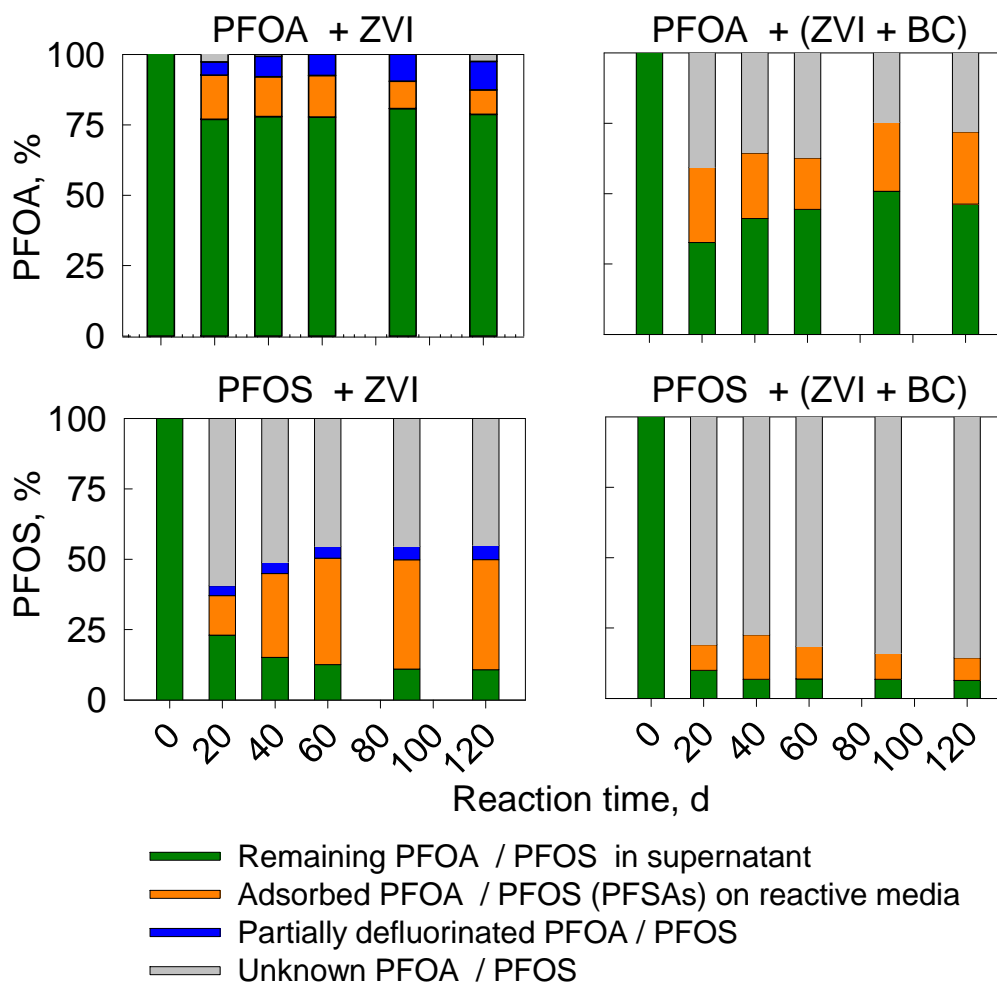 PFOA + ZVI
PFOA + (ZVI + BC)
100
75
50
25
0
PFOA, %
PFOS + ZVI
PFOS + (ZVI + BC)
100
75
50
25
0
PFOS, %
0 20 40 60 80 100 120
0 20 40 60 80 100 120
Reaction time, d
Remaining PFOA / PFOS in supernatant
Adsorbed PFOA / PFOS (PFSAs) on reactive media
Partially defluorinated PFOA / PFOS
Unknown PFOA / PFOS